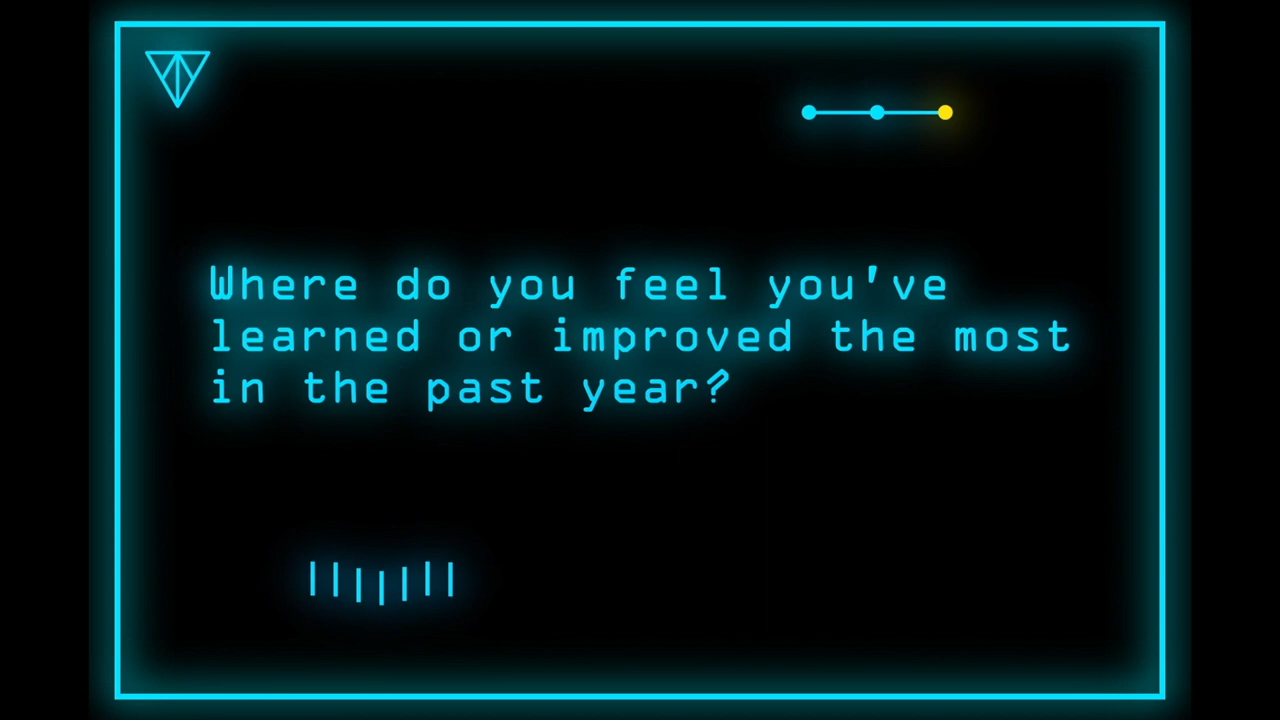 Where do you feel you've
learned or improved the most
in the past year?